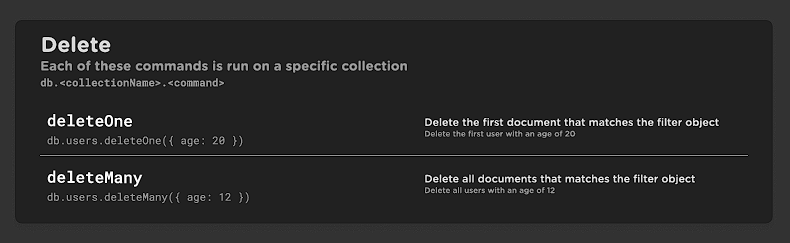 Delete
Each of these commands is run on a specific collection
db.<collectionName>.<command>
deleteOne
db.users.deleteOne({ age: 20 })
Delete the first document that matches the filter object
Delete the first user with an age of 20
deleteMany
db.users.deleteMany({ age: 12 })
Delete all documents that matches the filter object
Delete all users with an age of 12